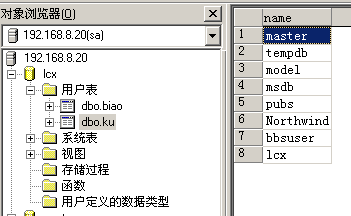 对象浏览器(O)
192.168.8.20(sa)
192.168.8.20
lcx
用户表
dbo.biao
dbo.ku
系统表
视图
存储过程
函数
用户定义的数据类型
name
1 master
2 tempdb
3 model
4 msdb
5 pubs
6 Northwind
7 bbsuser
8 lcx